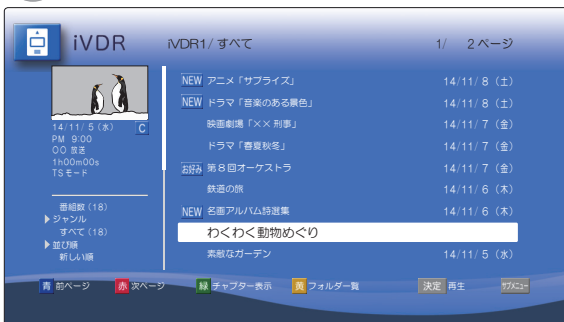 iVDR
iVDR1/ すべて
1/ 2 ページ
NEW アニメ「サプライズ」 14/11/ 8 (土)
NEW ドラマ「音楽のある景色」 14/11/ 8 (土)
映画劇場「××刑事」 14/11/ 7 (金)
ドラマ「春夏秋冬」 14/11/ 7 (金)
お好み 第8回オーケストラ 14/11/ 7 (金)
鉄道の旅 14/11/ 6 (木)
NEW 名画アルバム詩選集 14/11/ 6 (木)
わくわく動物めぐり
素敵なガーデン 14/11/ 5 (水)
14/11/ 5 (水) C
PM 9:00
○○ 放送
1h00m00s
TSモード
番組数 (18)
▶ジャンル
すべて (18)
▶並び順
新しい順
青 前ページ 赤 次ページ 緑 チャプター表示 黄 フォルダ一覧 決定 再生 サブメニュー